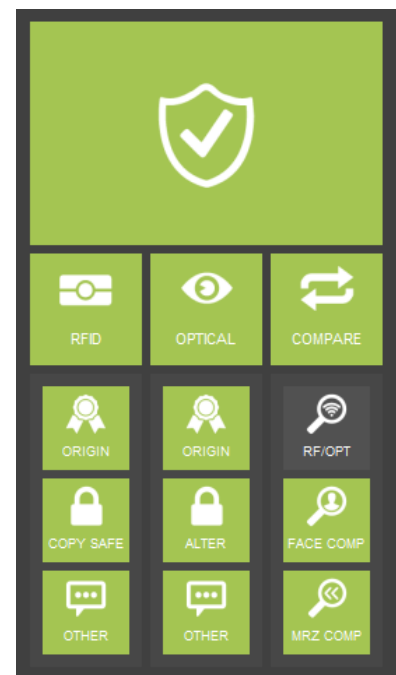 RFID
OPTICAL
COMPARE
ORIGIN
ORIGIN
RF/OPT
COPY SAFE
ALTER
FACE COMP
OTHER
OTHER
MRZ COMP